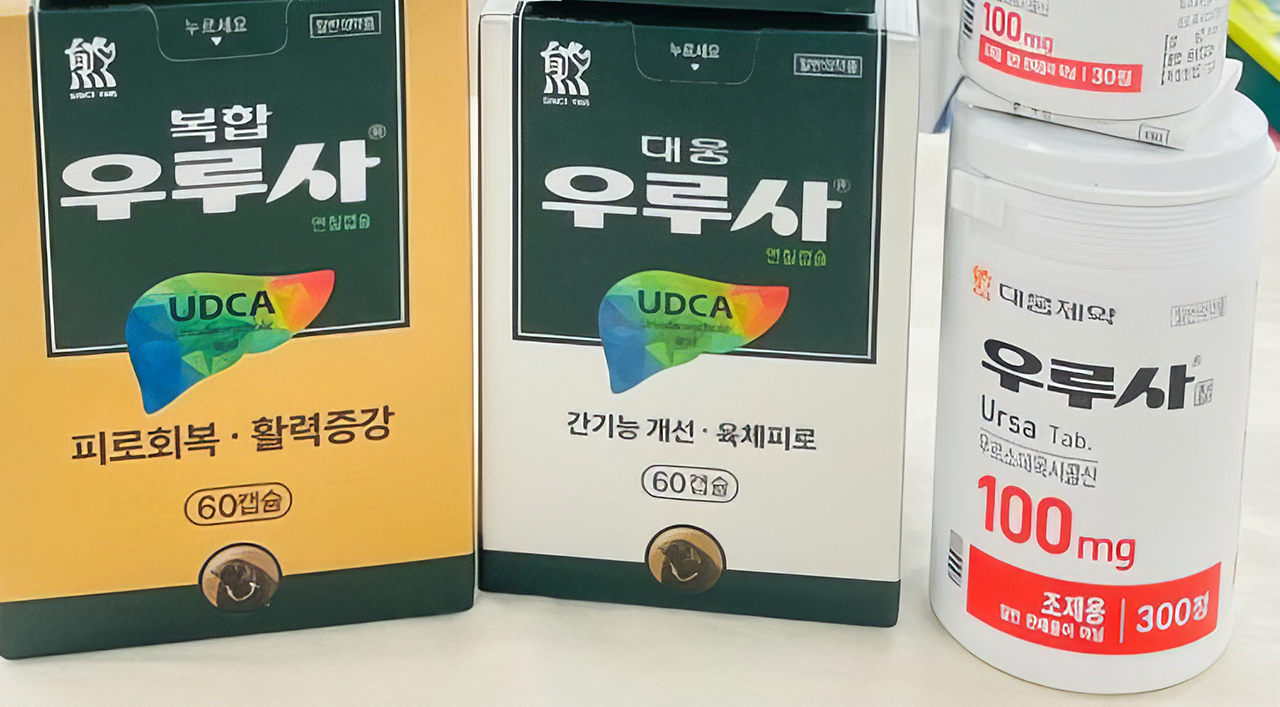 누르세요
복합
우루사
UDCA
피로회복 · 활력증강
60캡슐
누르세요
대웅
우루사
UDCA
간기능 개선 · 육체피로
60캡슐
100mg
30정
대웅제약
우루사
Ursa Tab.
100mg
조제용
300정